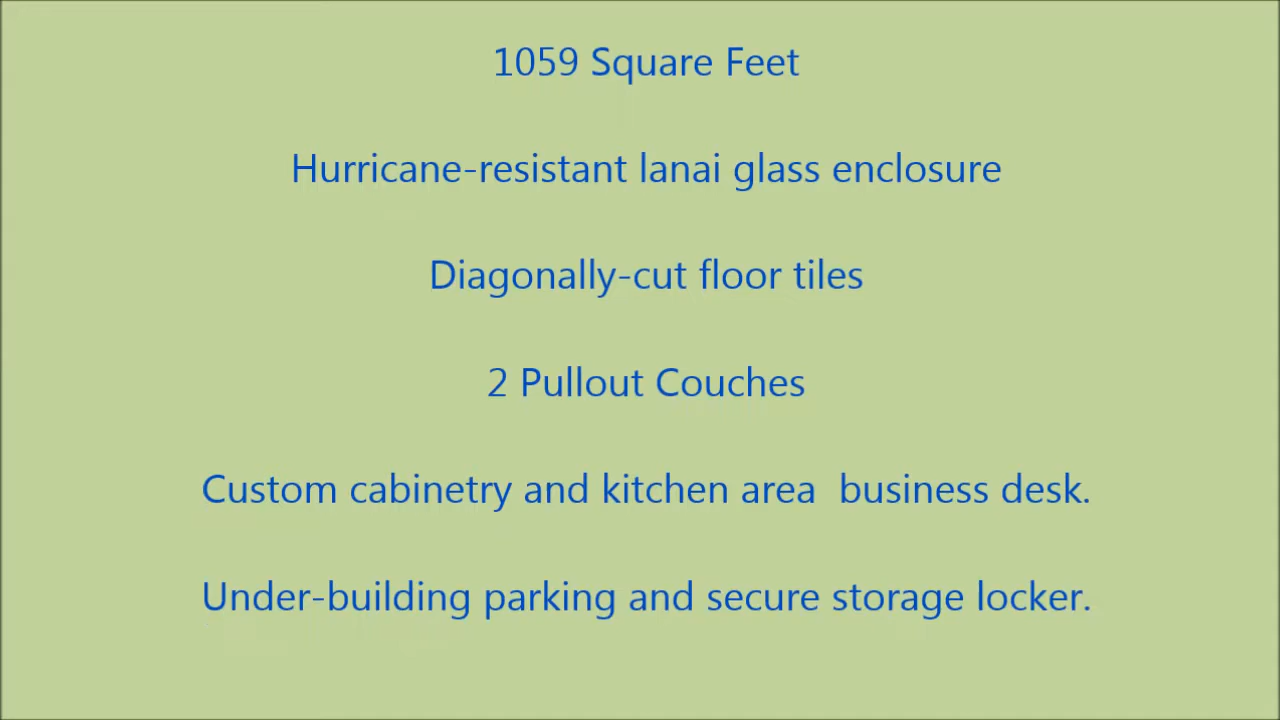 1059 Square Feet
Hurricane-resistant lanai glass enclosure
Diagonally-cut floor tiles
2 Pullout Couches
Custom cabinetry and kitchen area  business desk.
Under-building parking and secure storage locker.